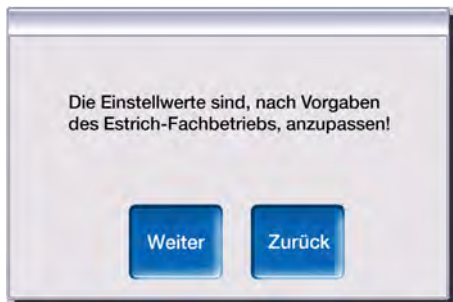 Die Einstellwerte sind, nach Vorgaben
des Estrich-Fachbetriebs, anzupassen!
Weiter Zurück